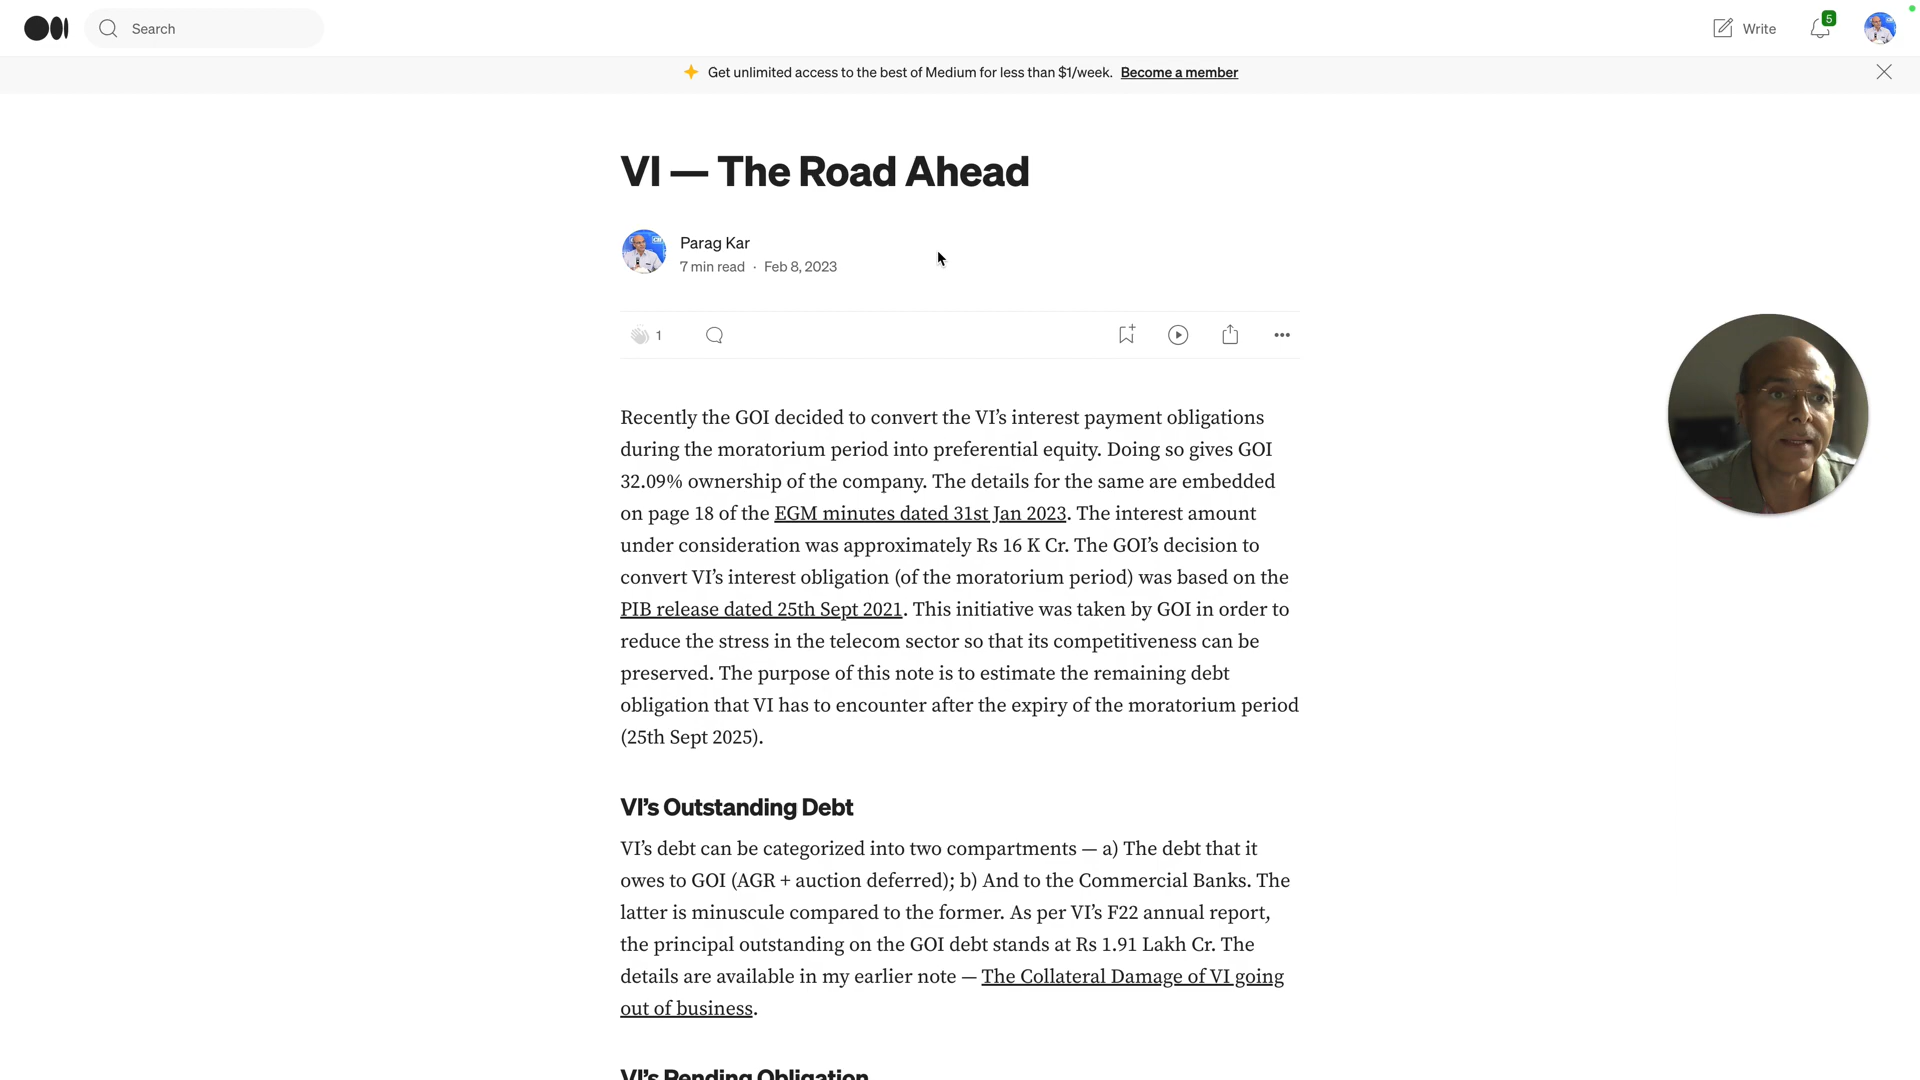 Search
Write
5
Get unlimited access to the best of Medium for less than $1/week. Become a member
VI — The Road Ahead
Parag Kar
7 min read · Feb 8, 2023
1
Recently the GOI decided to convert the VI’s interest payment obligations
during the moratorium period into preferential equity. Doing so gives GOI
32.09% ownership of the company. The details for the same are embedded
on page 18 of the EGM minutes dated 31st Jan 2023. The interest amount
under consideration was approximately Rs 16 K Cr. The GOI’s decision to
convert VI’s interest obligation (of the moratorium period) was based on the
PIB release dated 25th Sept 2021. This initiative was taken by GOI in order to
reduce the stress in the telecom sector so that its competitiveness can be
preserved. The purpose of this note is to estimate the remaining debt
obligation that VI has to encounter after the expiry of the moratorium period
(25th Sept 2025).
VI’s Outstanding Debt
VI’s debt can be categorized into two compartments — a) The debt that it
owes to GOI (AGR + auction deferred); b) And to the Commercial Banks. The
latter is minuscule compared to the former. As per VI’s F22 annual report,
the principal outstanding on the GOI debt stands at Rs 1.91 Lakh Cr. The
details are available in my earlier note — The Collateral Damage of VI going
out of business.
VI’s Pending Obligation